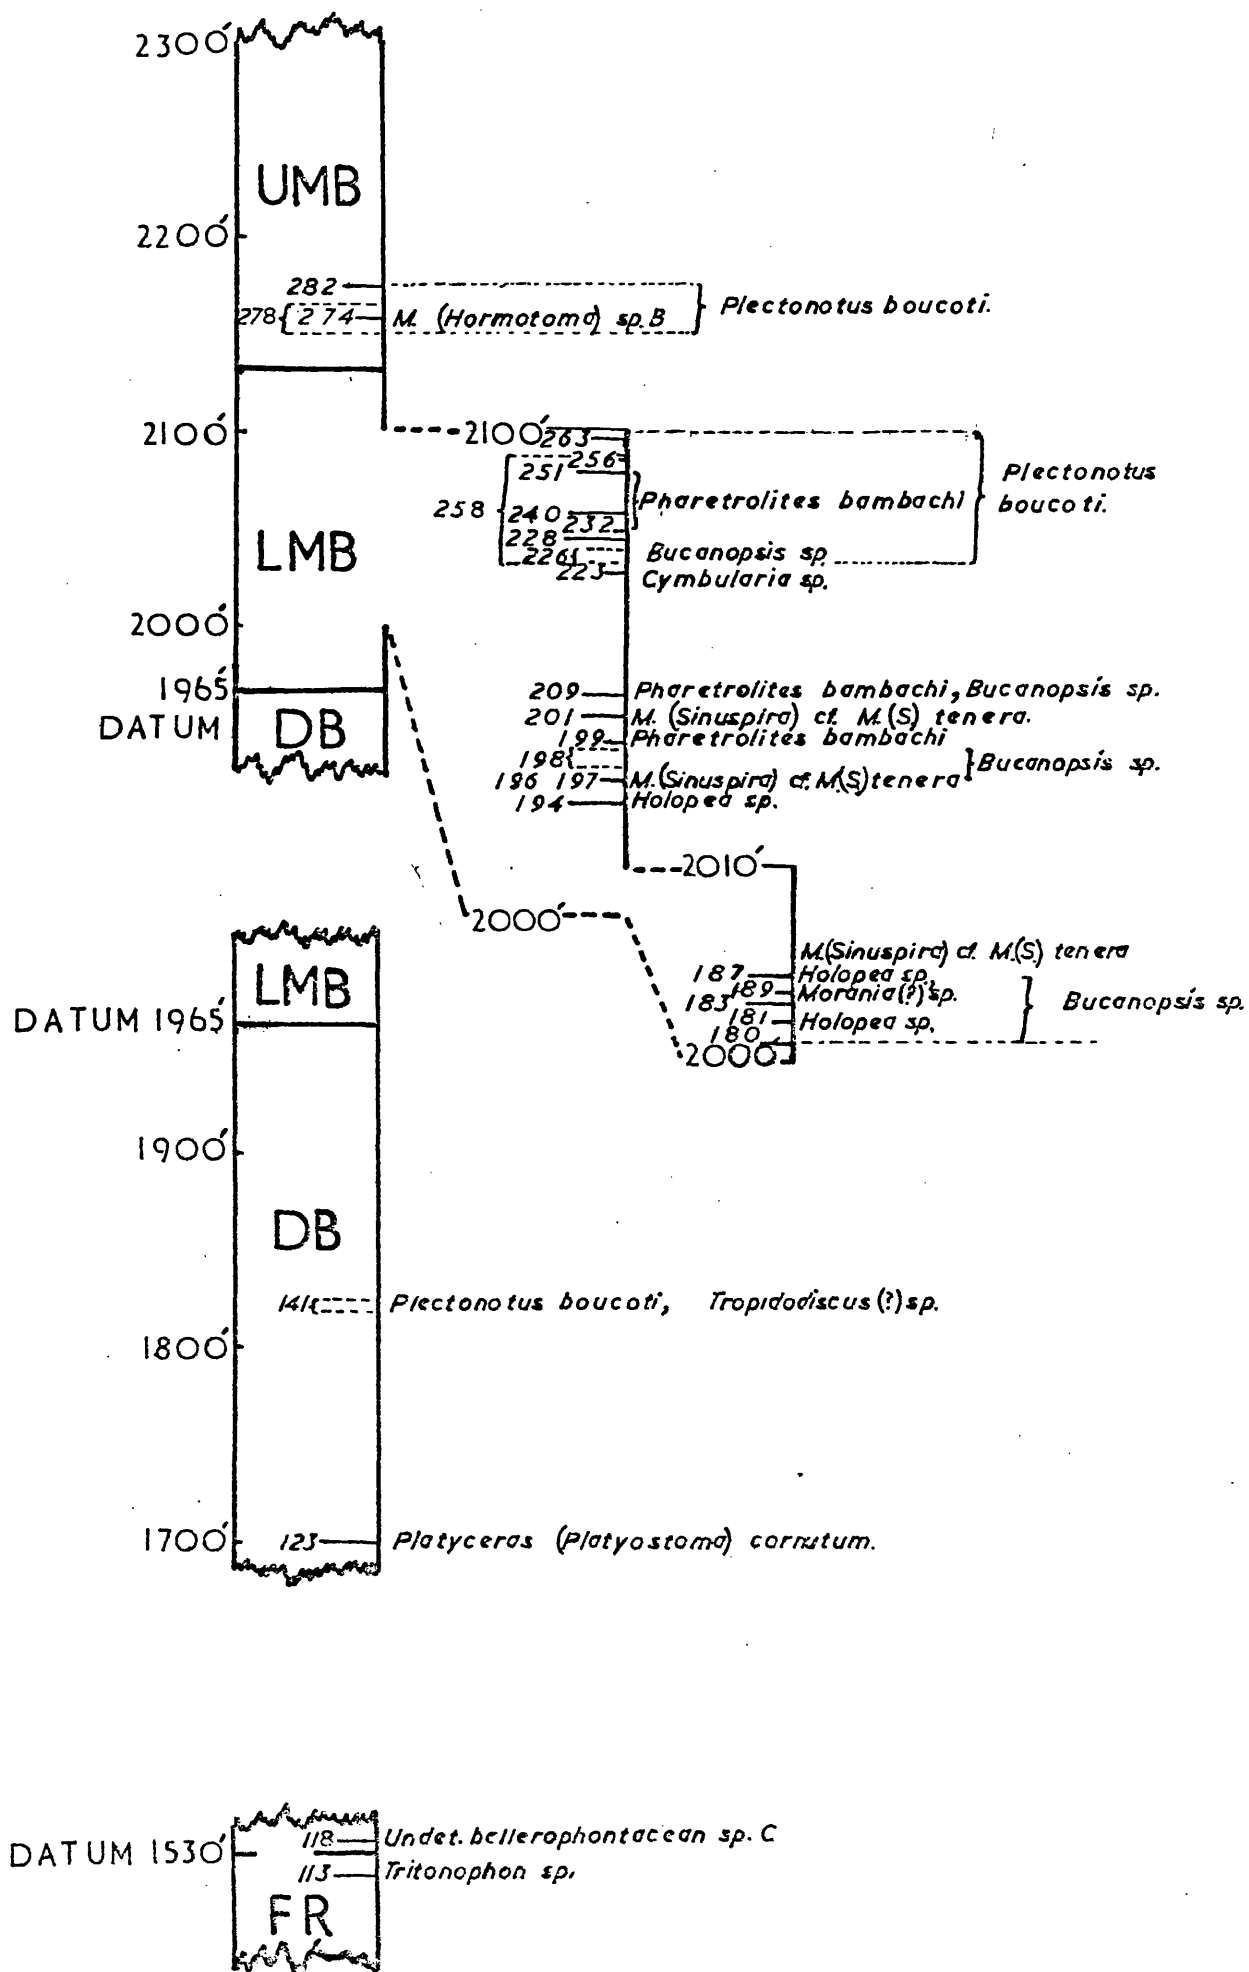 2300'
UMB
2200'
282
278 { 274 M. (Hormotoma) sp. B } Plectonotus boucoti.
2100' 2100' 263
256
251
Plectonotus
258 240 Pharetrolites bambachi boucoti.
232
228
LMB
226 Bucanopsis sp.
223 Cymbularia sp.
2000'
1965' 209 Pharetrolites bambachi, Bucanopsis sp.
DATUM DB 201 M. (Sinuspira) cf. M.(S) tenera.
199 Pharetrolites bambachi
198 { } Bucanopsis sp.
196 197 M.(Sinuspira) cf. M.(S) tenera
194 Holopea sp.
2010'
2000'
M.(Sinuspira) cf. M.(S.) tenera
LMB 187 Holopea sp.
189 Morania(?) sp.
183 } Bucanopsis sp.
DATUM 1965' 181 Holopea sp.
180
2000'
1900'
DB
141{ Plectonotus boucoti, Tropidodiscus(?) sp.
1800'
1700' 123 Platyceras (Platyostoma) cornutum.
118 Undet. bellerophontacean sp. C
DATUM 1530'
113 Tritonophon sp.
FR